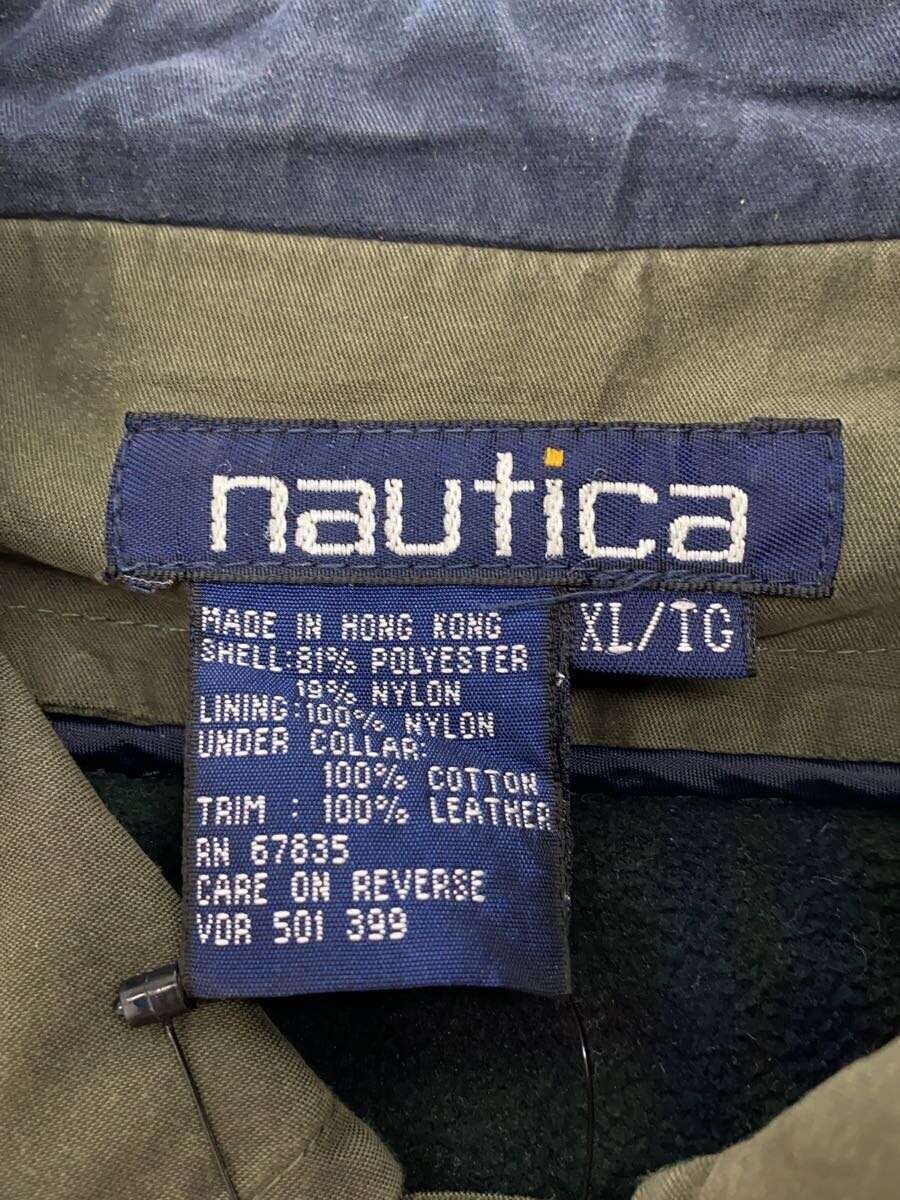 nautica
XL/TG
MADE IN HONG KONG
SHELL:81% POLYESTER
19% NYLON
LINING:100% NYLON
UNDER COLLAR:
100% COTTON
TRIM : 100% LEATHER
RN 67835
CARE ON REVERSE
VDR 501 399